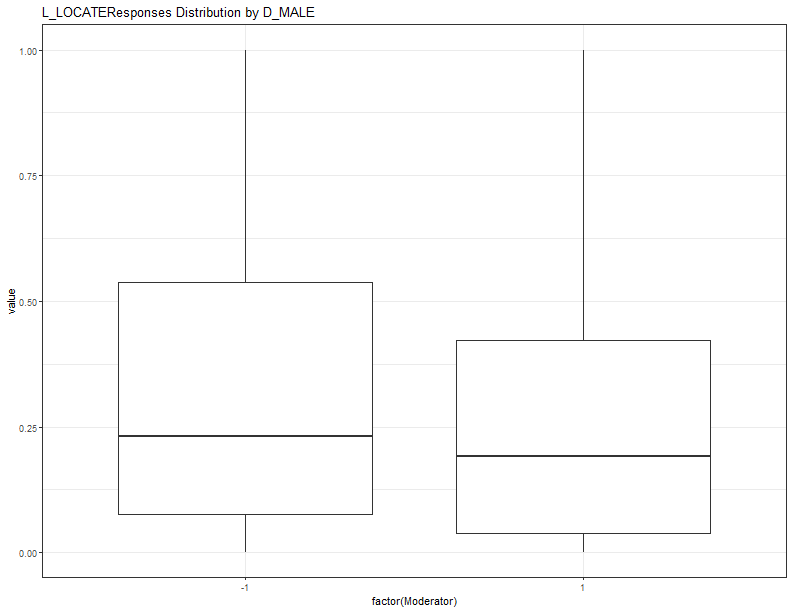 L_LOCATEResponses Distribution by D_MALE
1.00
0.75
0.50
0.25
0.00
value
-1
1
factor(Moderator)